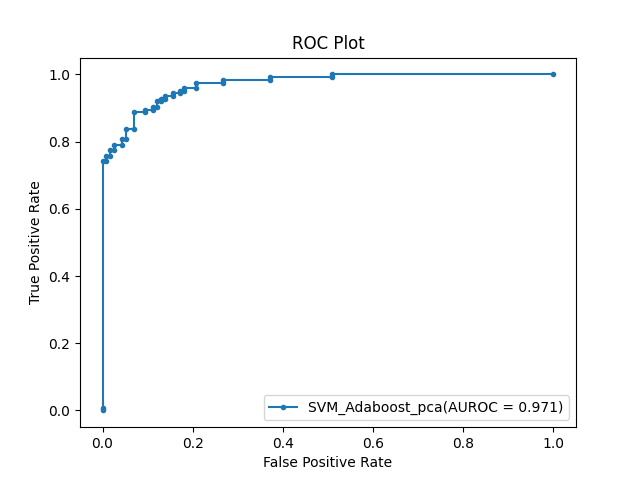 ROC Plot
1.0
0.8
0.6
0.4
0.2
0.0
True Positive Rate
SVM_Adaboost_pca(AUROC = 0.971)
0.0 0.2 0.4 0.6 0.8 1.0
False Positive Rate